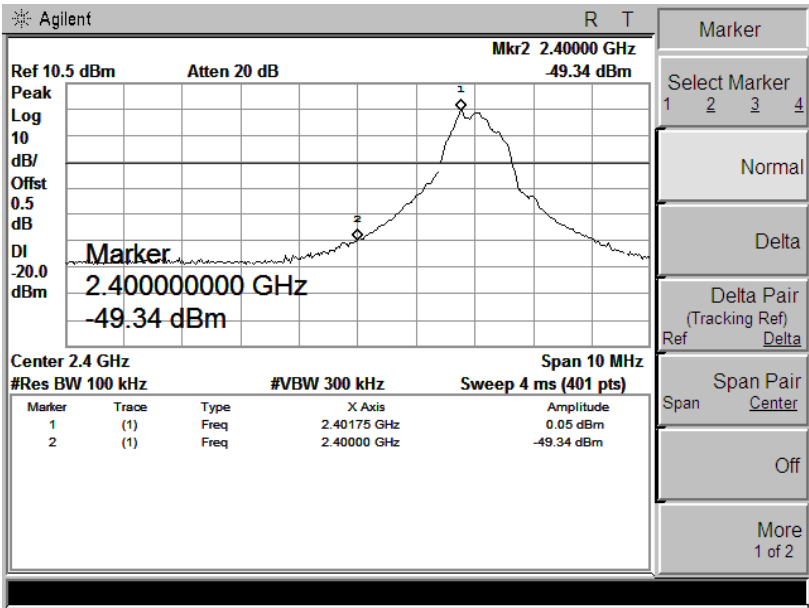 Agilent R T
Mkr2 2.40000 GHz
Ref 10.5 dBm Atten 20 dB -49.34 dBm
Peak
Log
10
dB/
Offst
0.5
dB
DI
-20.0
dBm
1
2
Marker
2.400000000 GHz
-49.34 dBm
Center 2.4 GHz Span 10 MHz
#Res BW 100 kHz #VBW 300 kHz Sweep 4 ms (401 pts)
Marker Trace Type X Axis Amplitude
1 (1) Freq 2.40175 GHz 0.05 dBm
2 (1) Freq 2.40000 GHz -49.34 dBm
Marker
Select Marker
1 2 3 4
Normal
Delta
Delta Pair
(Tracking Ref)
Ref Delta
Span Pair
Span Center
Off
More
1 of 2